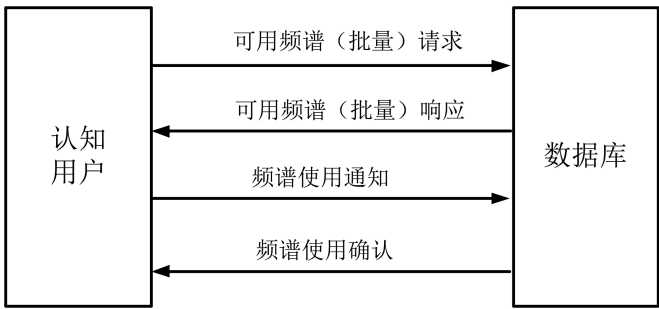 可用频谱（批量）请求
可用频谱（批量）响应
认知
用户
数据库
频谱使用通知
频谱使用确认